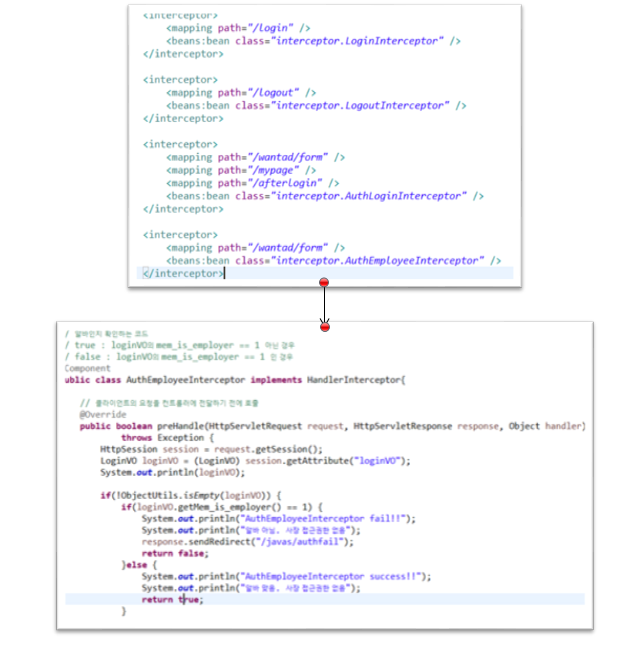 <interceptor>
<mapping path="/login" />
<beans:bean class="interceptor.LoginInterceptor" />
</interceptor>
<interceptor>
<mapping path="/logout" />
<beans:bean class="interceptor.LogoutInterceptor" />
</interceptor>
<interceptor>
<mapping path="/wantad/form" />
<mapping path="/mypage" />
<mapping path="/afterlogin" />
<beans:bean class="interceptor.AuthLoginInterceptor" />
</interceptor>
<interceptor>
<mapping path="/wantad/form" />
<beans:bean class="interceptor.AuthEmployeeInterceptor" />
</interceptor>
/ 알바인지 확인하는 코드
/ true : loginVO의 mem_is_employer == 1 아닌 경우
/ false : loginVO의 mem_is_employer == 1 인 경우
Component
ublic class AuthEmployeeInterceptor implements HandlerInterceptor{
// 클라이언트의 요청을 컨트롤러에 전달하기 전에 호출
@Override
public boolean preHandle(HttpServletRequest request, HttpServletResponse response, Object handler)
throws Exception {
HttpSession session = request.getSession();
LoginVO loginVO = (LoginVO) session.getAttribute("loginVO");
System.out.println(loginVO);
if(!ObjectUtils.isEmpty(loginVO)) {
if(loginVO.getMem_is_employer() == 1) {
System.out.println("AuthEmployeeInterceptor fail!!");
System.out.println("알바 아님. 사장 접근권한 없음");
response.sendRedirect("/javas/authfail");
return false;
}else {
System.out.println("AuthEmployeeInterceptor success!!");
System.out.println("알바 맞음. 사장 접근권한 없음");
return true;
}